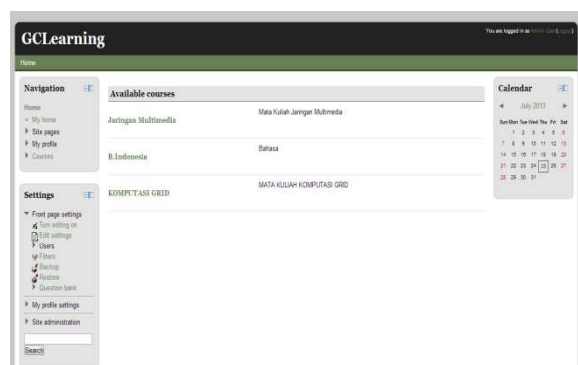 GCLearning
You are logged in as Admin User (Logout)
Home
Navigation
Home
My home
Site pages
My profile
Courses
Settings
Front page settings
Turn editing on
Edit settings
Users
Filters
Backup
Restore
Question bank
My profile settings
Site administration
Search
Available courses
Jaringan Multimedia
Mata Kuliah Jaringan Multimedia
B.Indonesia
Bahasa
KOMPUTASI GRID
MATA KULIAH KOMPUTASI GRID
Calendar
July 2013
Sun Mon Tue Wed Thu Fri Sat
1 2 3 4 5 6
7 8 9 10 11 12 13
14 15 16 17 18 19 20
21 22 23 24 25 26 27
28 29 30 31